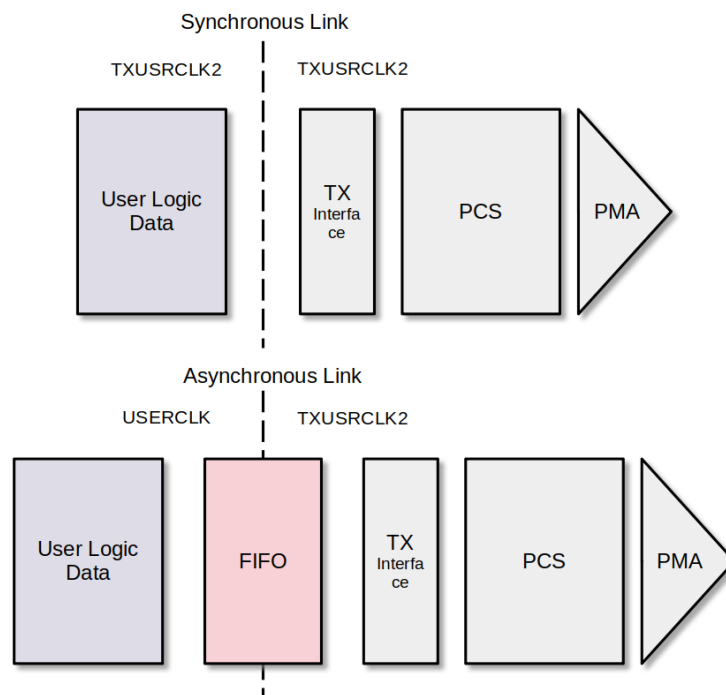 Synchronous Link
TXUSRCLK2
TXUSRCLK2
User Logic
Data
TX
Interfa
ce
PCS
PMA
Asynchronous Link
USERCLK
TXUSRCLK2
User Logic
Data
FIFO
TX
Interfa
ce
PCS
PMA